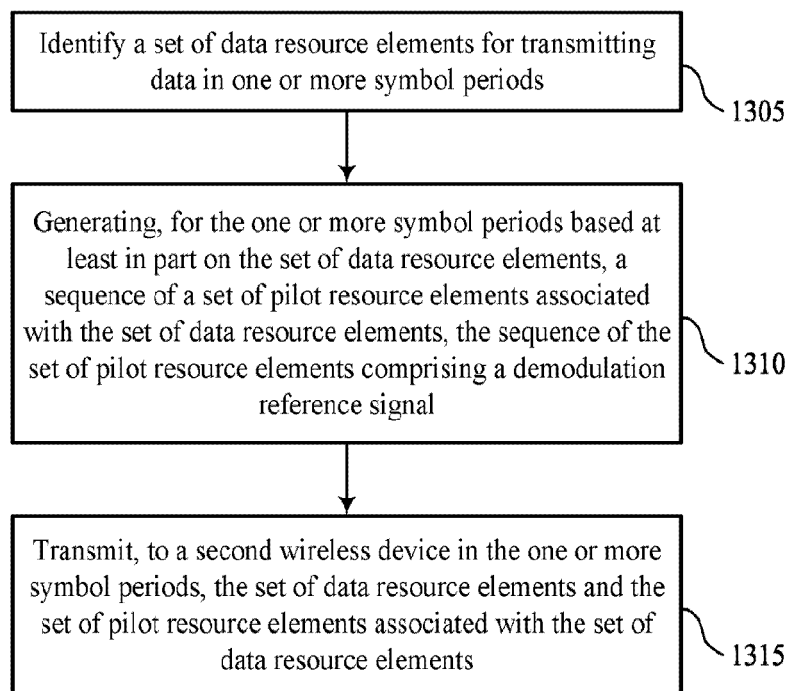 Identify a set of data resource elements for transmitting
data in one or more symbol periods
1305
Generating, for the one or more symbol periods based at
least in part on the set of data resource elements, a
sequence of a set of pilot resource elements associated
with the set of data resource elements, the sequence of the
set of pilot resource elements comprising a demodulation
reference signal
1310
Transmit, to a second wireless device in the one or more
symbol periods, the set of data resource elements and the
set of pilot resource elements associated with the set of
data resource elements
1315